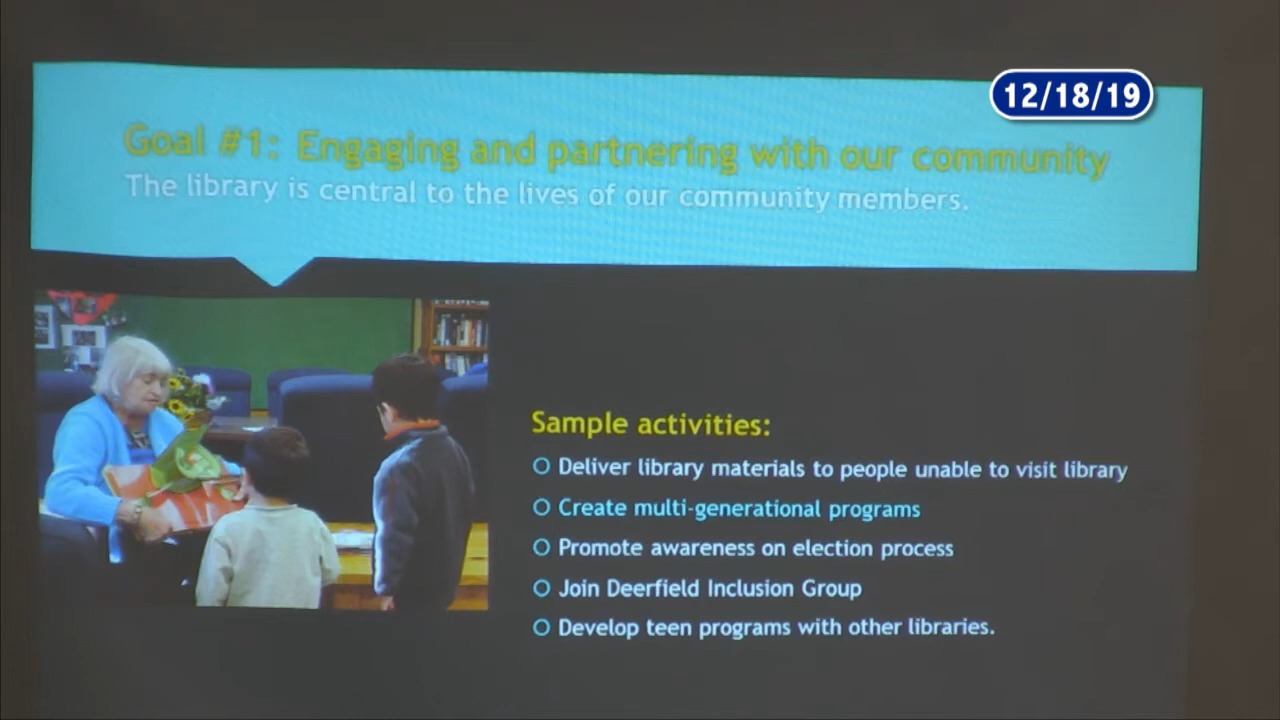 12/18/19
Goal #1: Engaging and partnering with our community
The library is central to the lives of our community members.
Sample activities:
Deliver library materials to people unable to visit library
Create multi-generational programs
Promote awareness on election process
Join Deerfield Inclusion Group
Develop teen programs with other libraries.